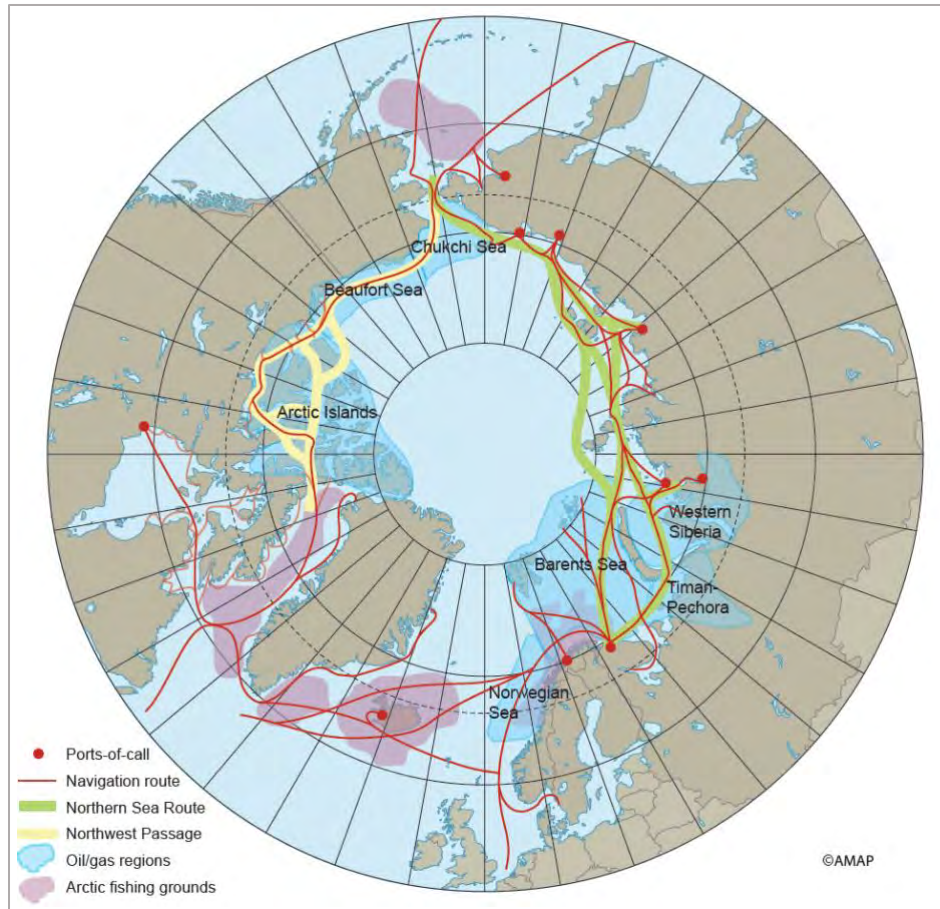 Chukchi Sea
Beaufort Sea
Arctic Islands
Western
Siberia
Barents Sea
Timan-
Pechora
Norwegian
Sea
Ports-of-call
Navigation route
Northern Sea Route
Northwest Passage
Oil/gas regions
Arctic fishing grounds
©AMAP